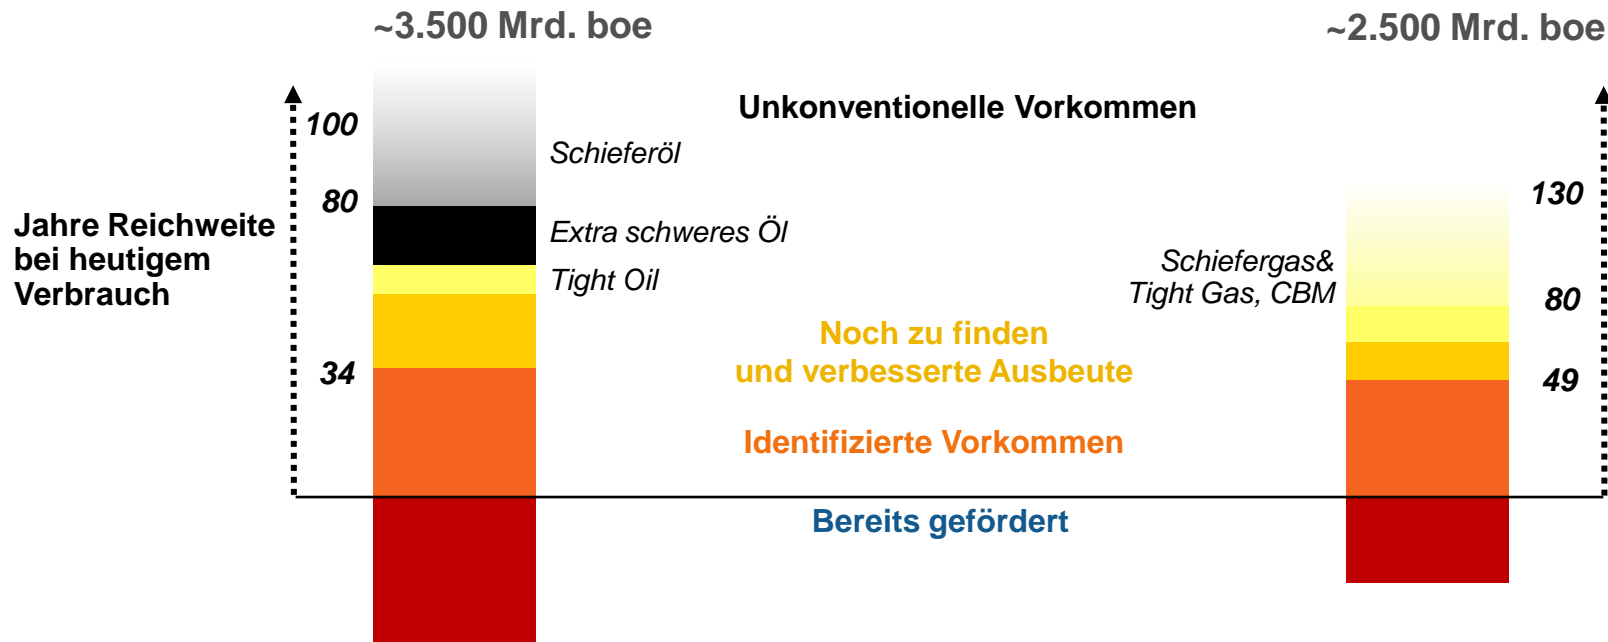 ~3.500 Mrd. boe
~2.500 Mrd. boe
Unkonventionelle Vorkommen
100
Schieferöl
80
130
Jahre Reichweite
bei heutigem
Verbrauch
Extra schweres Öl
Tight Oil
Schiefergas&
Tight Gas, CBM
80
Noch zu finden
und verbesserte Ausbeute
34
49
Identifizierte Vorkommen
Bereits gefördert